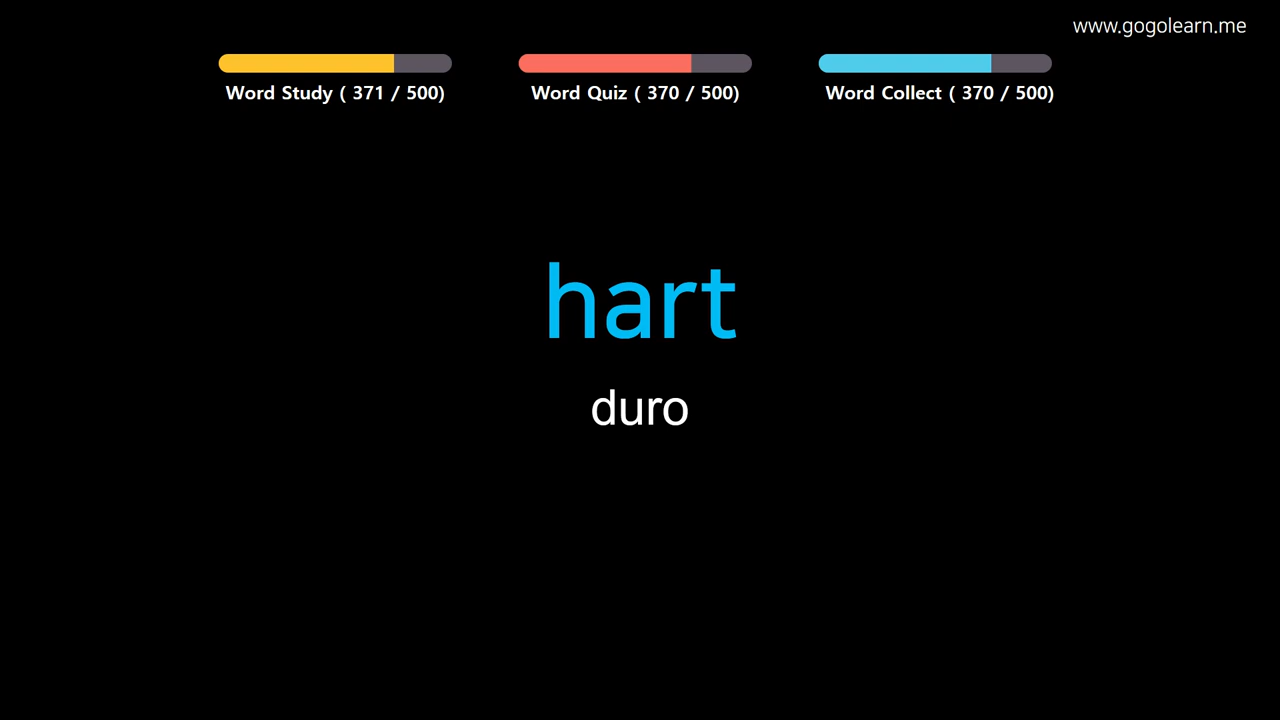 www.gogolearn.me
Word Study ( 371 / 500)
Word Quiz ( 370 / 500)
Word Collect ( 370 / 500)
hart
duro